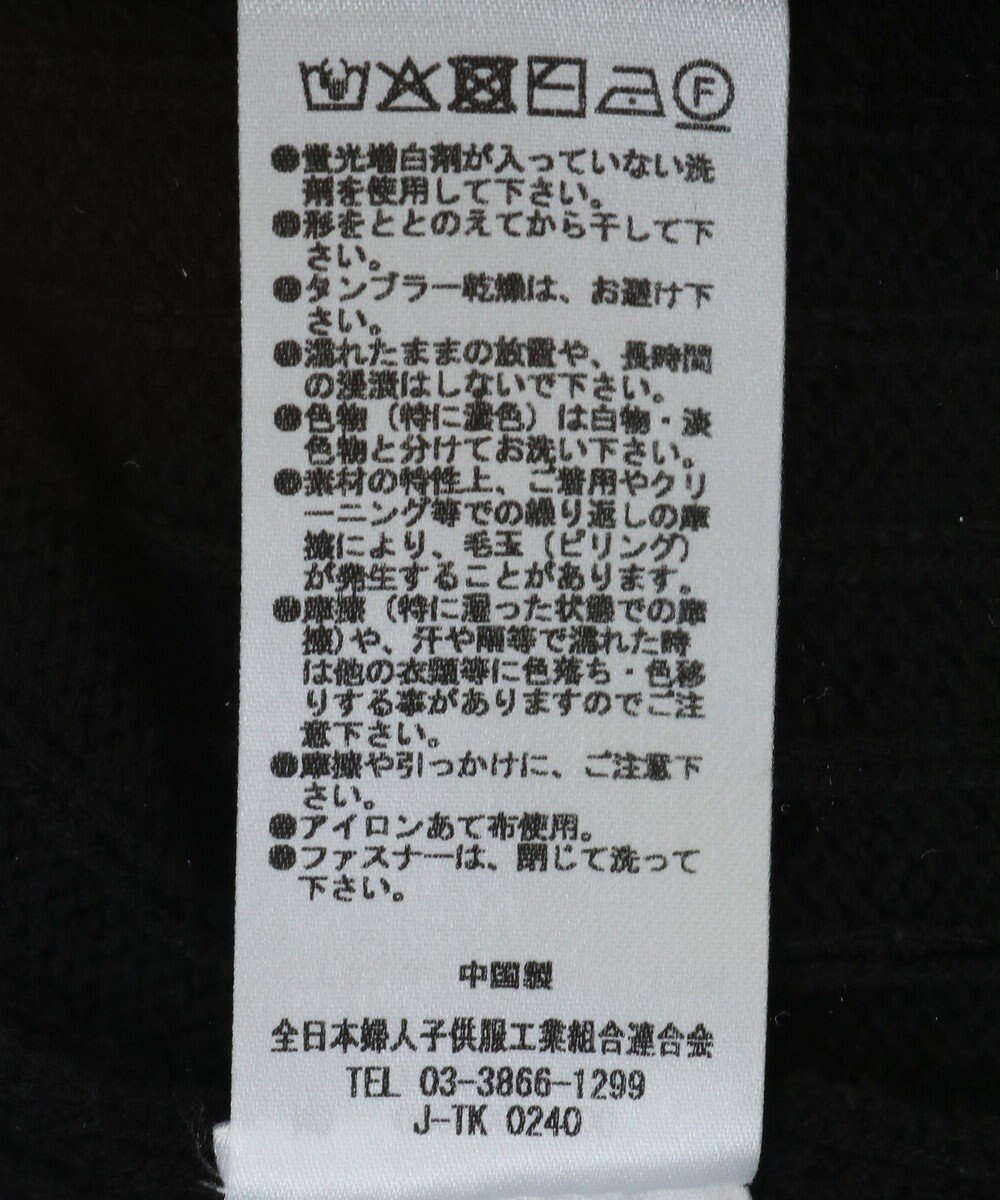 F
●蛍光増白剤が入っていない洗
剤を使用して下さい。
●形をととのえてから干して下
さい。
●タンブラー乾燥は、お避け下
さい。
●濡れたままの放置や、長時間
の浸漬はしないで下さい。
●色物（特に濃色）は白物・淡
色物と分けてお洗い下さい。
●素材の特性上、ご着用やクリ
ーニング等での繰り返しの摩
擦により、毛玉（ピリング）
が発生することがあります。
●摩擦（特に湿った状態での摩
擦）や、汗や雨等で濡れた時
は他の衣類等に色落ち・色移
りする事がありますのでご注
意下さい。
●摩擦や引っかけに、ご注意下
さい。
●アイロンあて布使用。
●ファスナーは、閉じて洗って
下さい。
中国製
全日本婦人子供服工業組合連合会
TEL 03-3866-1299
J-TK 0240